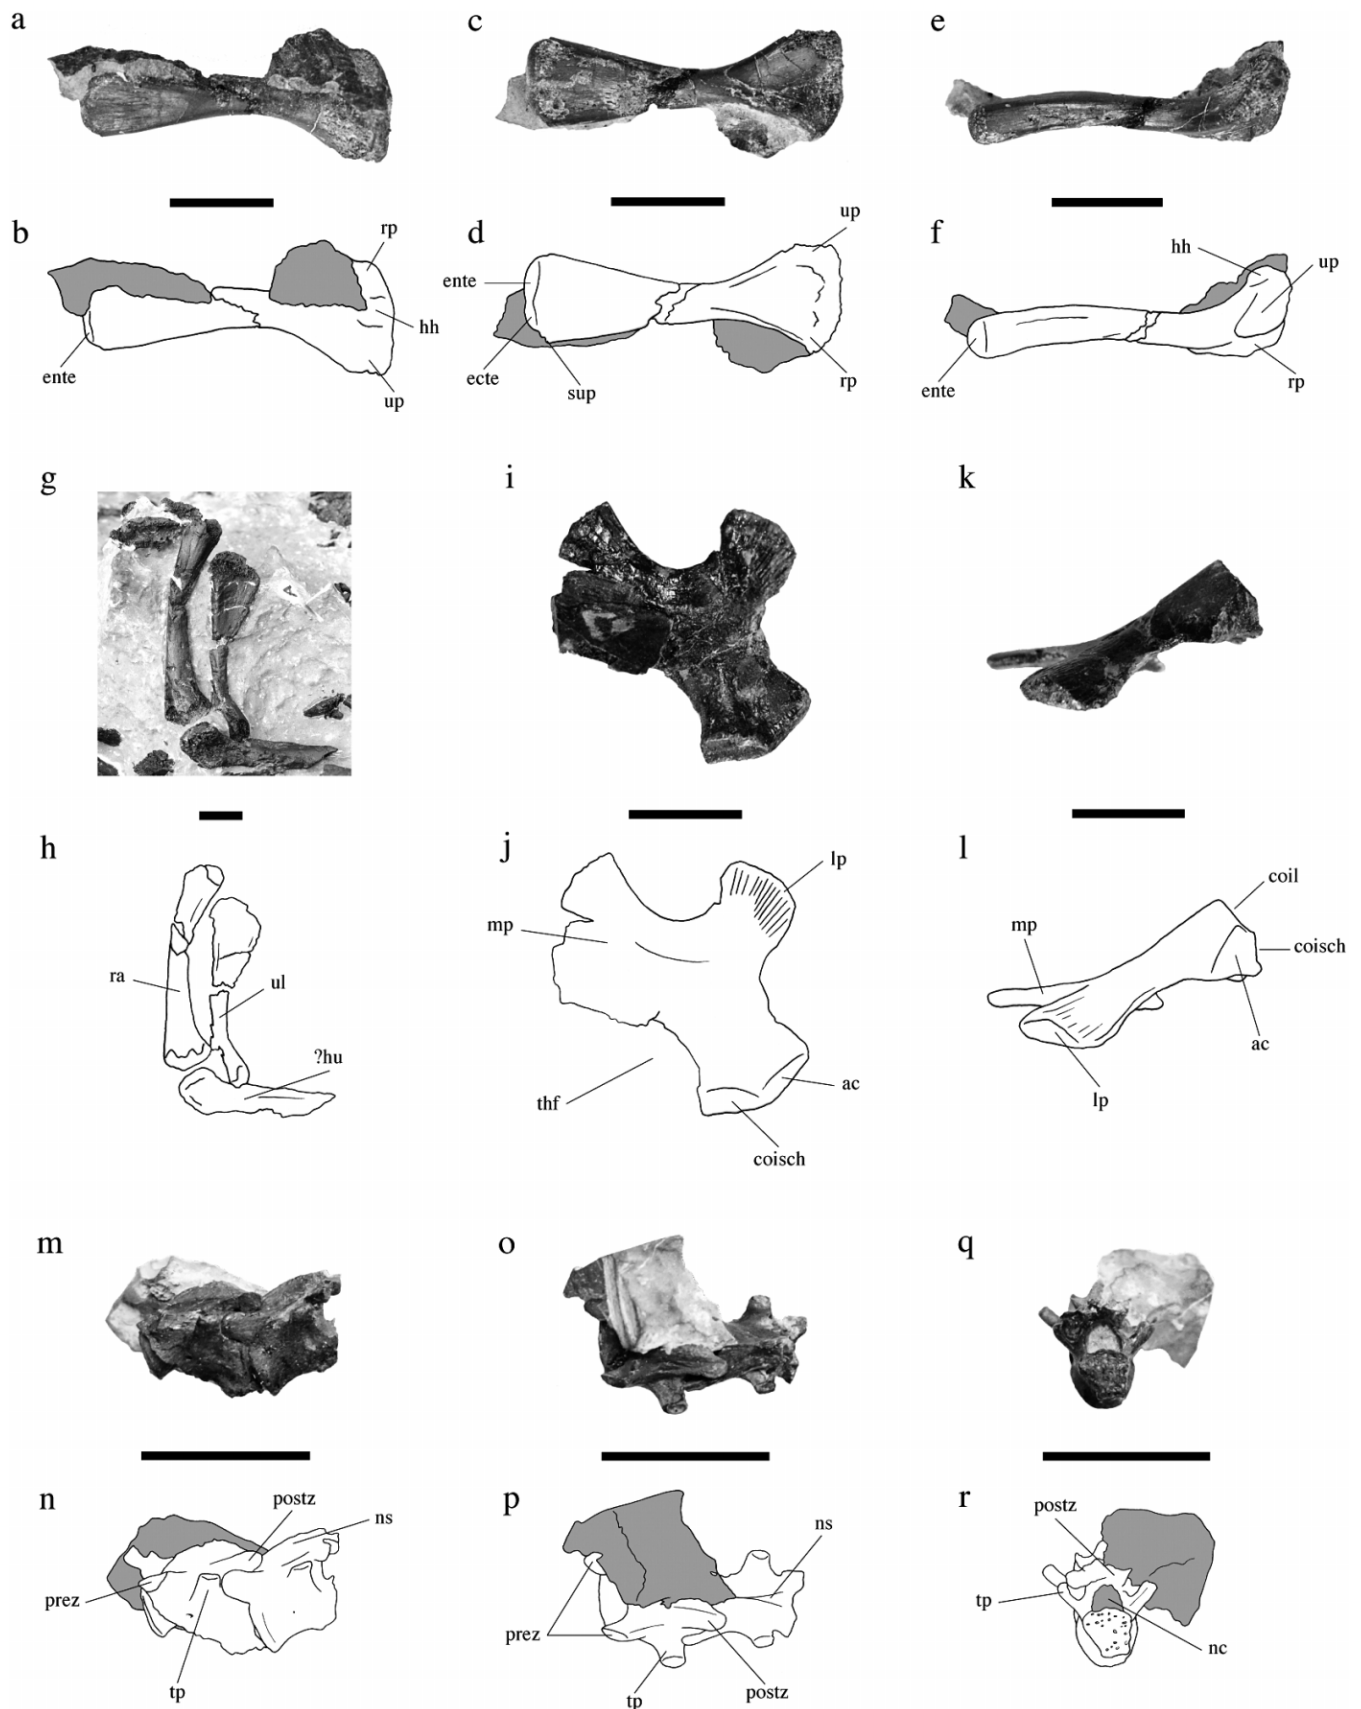 a
c
e
b
d
f
rp
hh
up
ente
up
ente
ecte
sup
rp
hh
up
rp
ente
g
i
k
h
j
l
ra
ul
?hu
lp
mp
thf
ac
coisch
coil
coisch
mp
ac
lp
m
o
q
n
p
r
postz
ns
prez
tp
ns
prez
tp
postz
postz
tp
nc